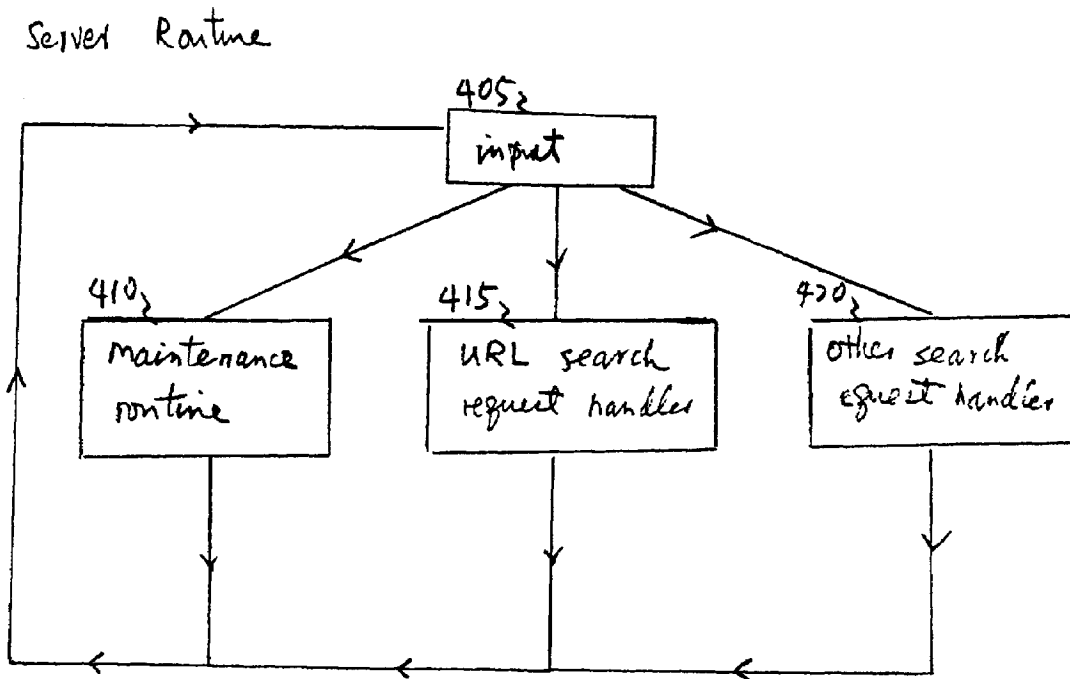 Server Routine
405
input
410
maintenance
routine
415
URL search
request handler
420
other search
equest handler